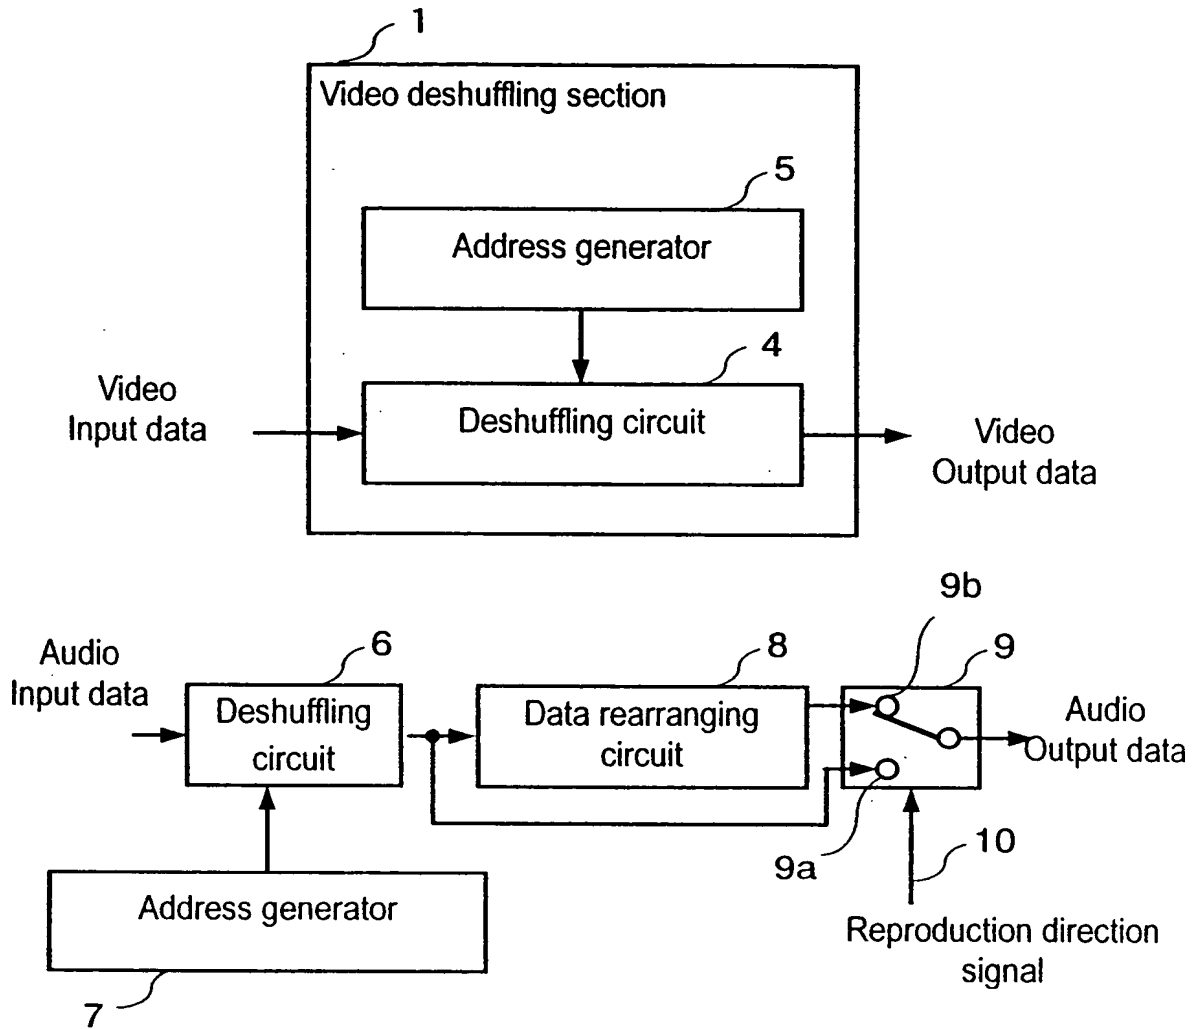 1
Video deshuffling section
5
Address generator
4
Deshuffling circuit
Video
Input data
Video
Output data
Audio
Input data
6
Deshuffling
circuit
8
Data rearranging
circuit
9b
9
9a
Audio
Output data
10
Reproduction direction
signal
Address generator
7